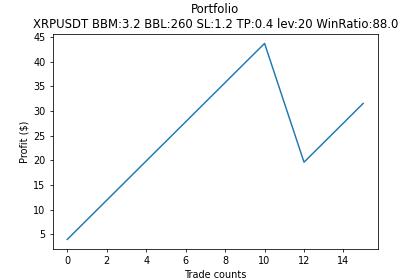 Portfolio
XRPUSDT BBM:3.2 BBL:260 SL:1.2 TP:0.4 lev:20 WinRatio:88.0
45
40
35
30
25
20
15
10
5
Profit ($)
0 2 4 6 8 10 12 14
Trade counts